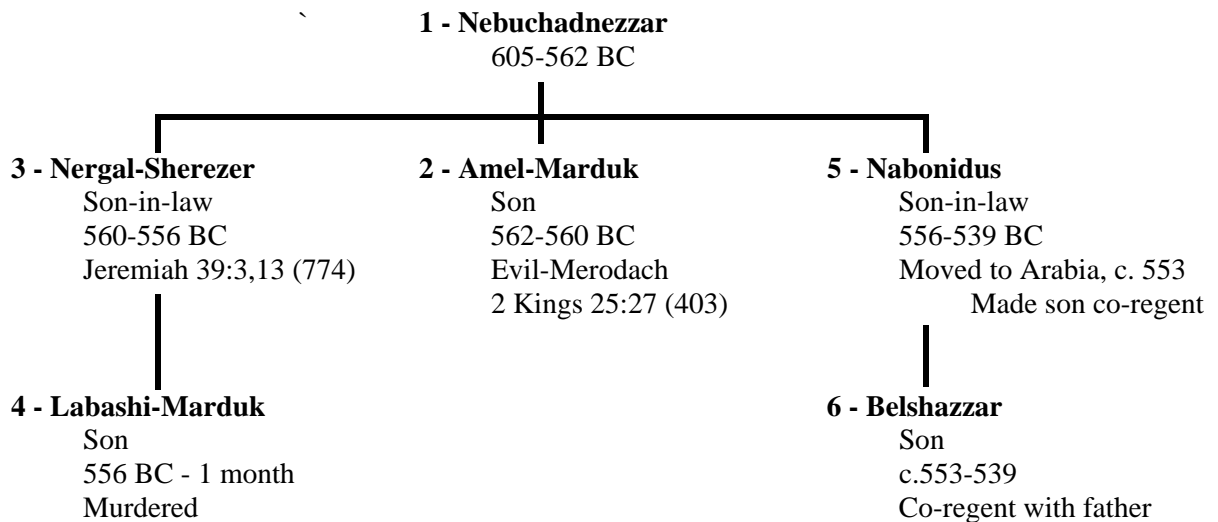 `
1 - Nebuchadnezzar
605-562 BC
3 - Nergal-Sherezer
Son-in-law
560-556 BC
Jeremiah 39:3,13 (774)
2 - Amel-Marduk
Son
562-560 BC
Evil-Merodach
2 Kings 25:27 (403)
5 - Nabonidus
Son-in-law
556-539 BC
Moved to Arabia, c. 553
Made son co-regent
4 - Labashi-Marduk
Son
556 BC - 1 month
Murdered
6 - Belshazzar
Son
c.553-539
Co-regent with father